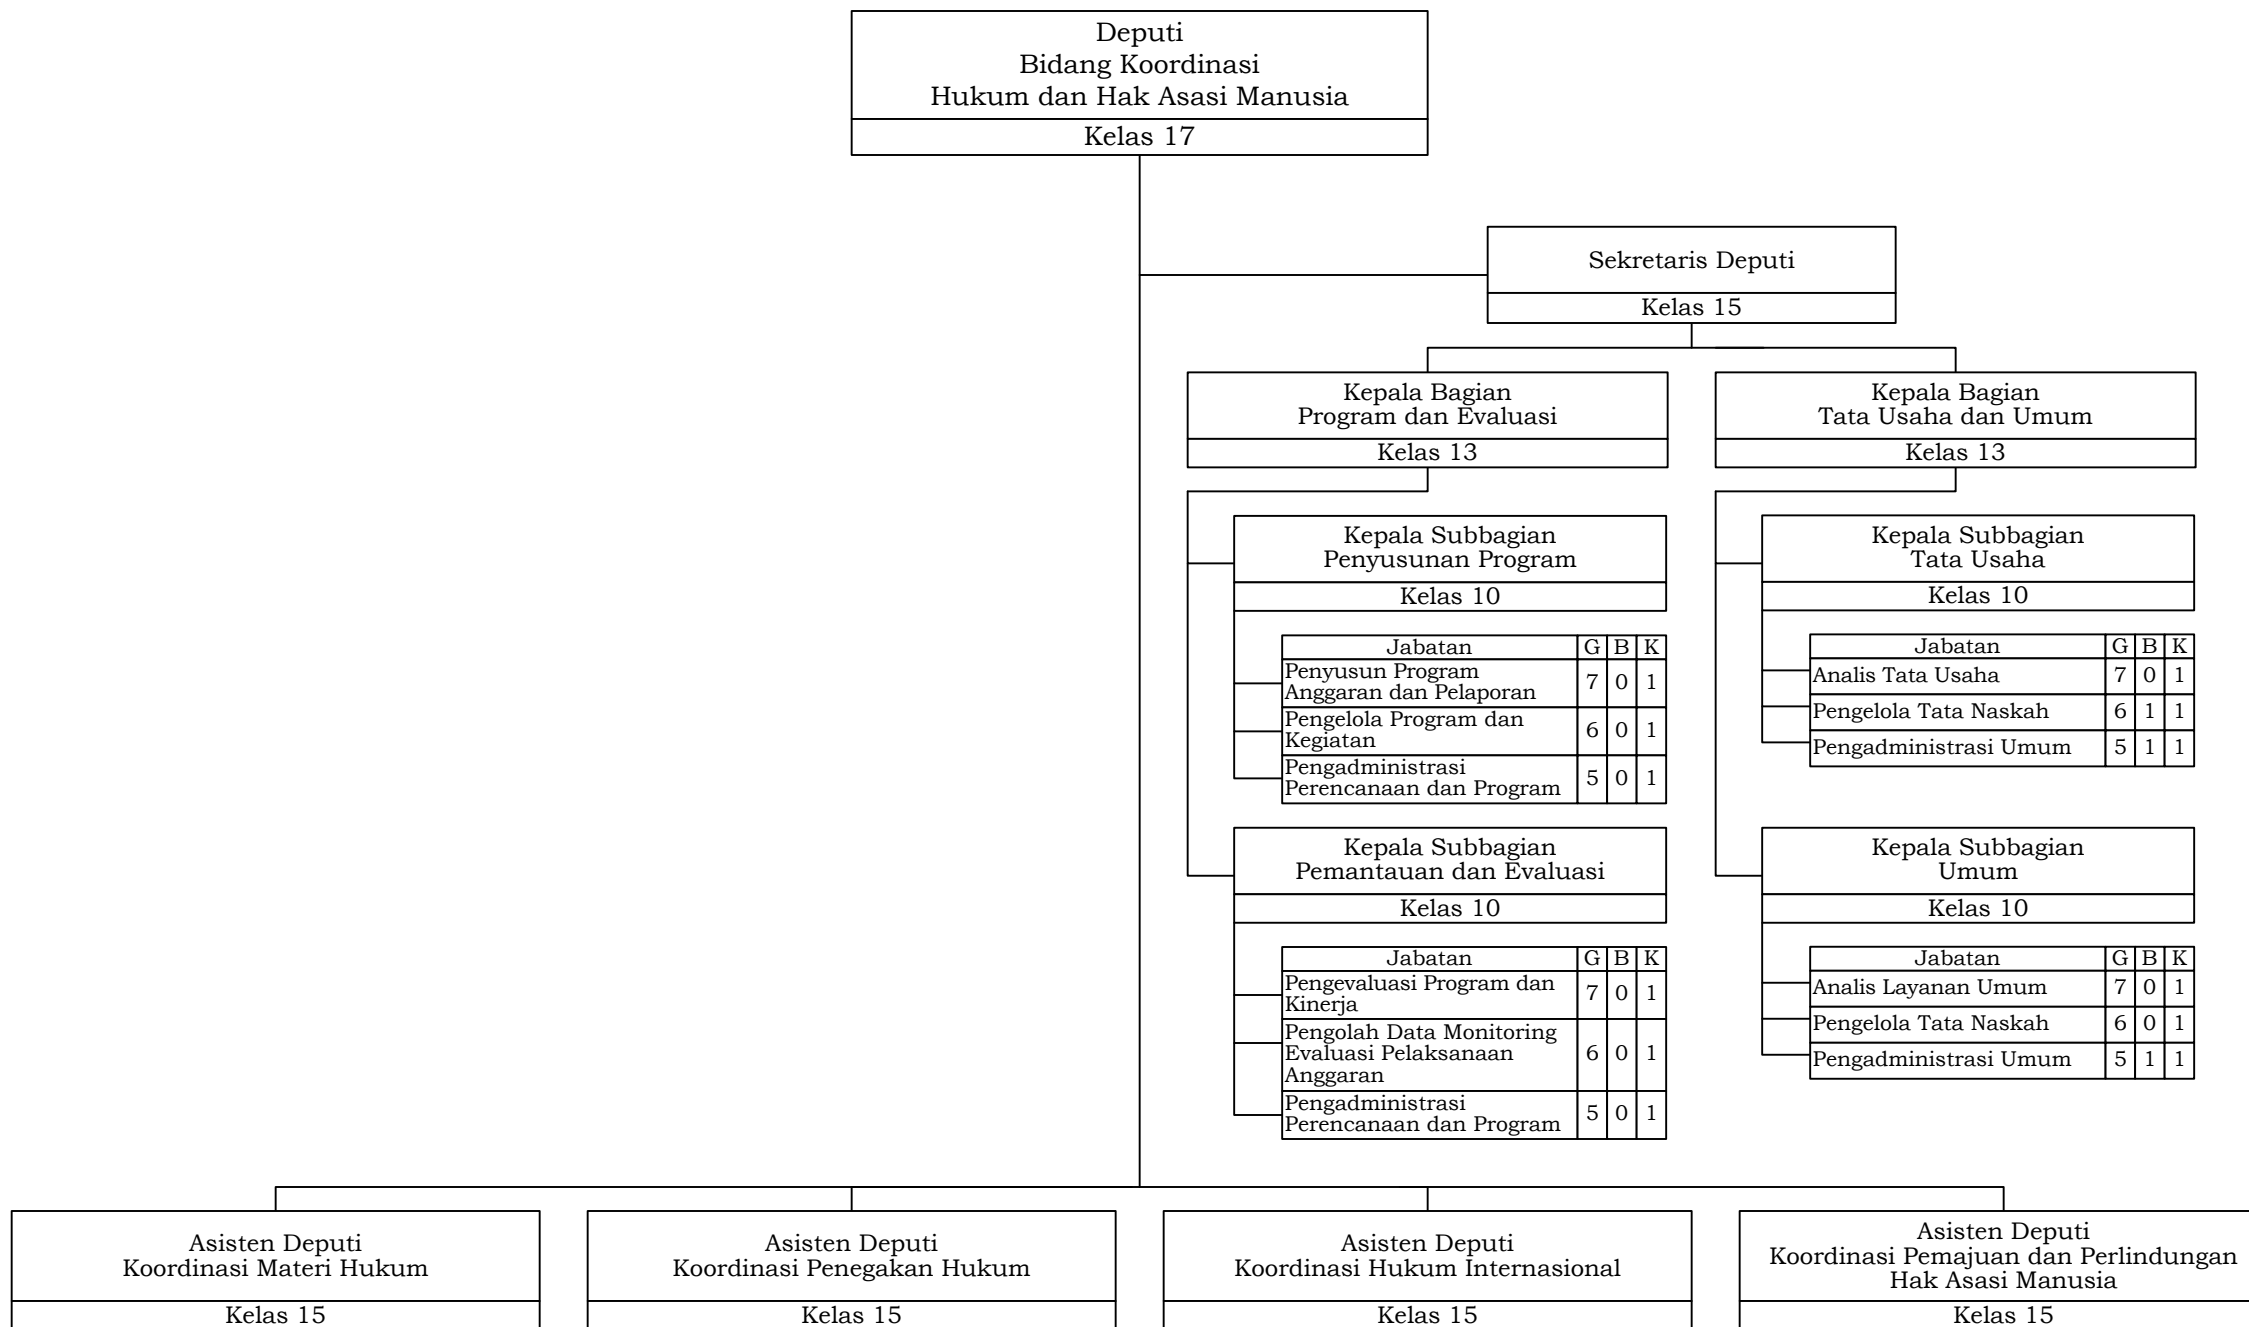 Deputi
Bidang Koordinasi
Hukum dan Hak Asasi Manusia
Kelas 17
Sekretaris Deputi
Kelas 15
Kepala Bagian
Program dan Evaluasi
Kelas 13
Kepala Bagian
Tata Usaha dan Umum
Kelas 13
Kepala Subbagian
Penyusunan Program
Kelas 10
Jabatan G B K
Penyusun Program
Anggaran dan Pelaporan 7 0 1
Pengelola Program dan
Kegiatan 6 0 1
Pengadministrasi
Perencanaan dan Program 5 0 1
Kepala Subbagian
Tata Usaha
Kelas 10
Jabatan G B K
Analis Tata Usaha 7 0 1
Pengelola Tata Naskah 6 1 1
Pengadministrasi Umum 5 1 1
Kepala Subbagian
Pemantauan dan Evaluasi
Kelas 10
Jabatan G B K
Pengevaluasi Program dan
Kinerja 7 0 1
Pengolah Data Monitoring
Evaluasi Pelaksanaan 6 0 1
Anggaran
Pengadministrasi
Perencanaan dan Program 5 0 1
Kepala Subbagian
Umum
Kelas 10
Jabatan G B K
Analis Layanan Umum 7 0 1
Pengelola Tata Naskah 6 0 1
Pengadministrasi Umum 5 1 1
Asisten Deputi
Koordinasi Materi Hukum
Kelas 15
Asisten Deputi
Koordinasi Penegakan Hukum
Kelas 15
Asisten Deputi
Koordinasi Hukum Internasional
Kelas 15
Asisten Deputi
Koordinasi Pemajuan dan Perlindungan
Hak Asasi Manusia
Kelas 15